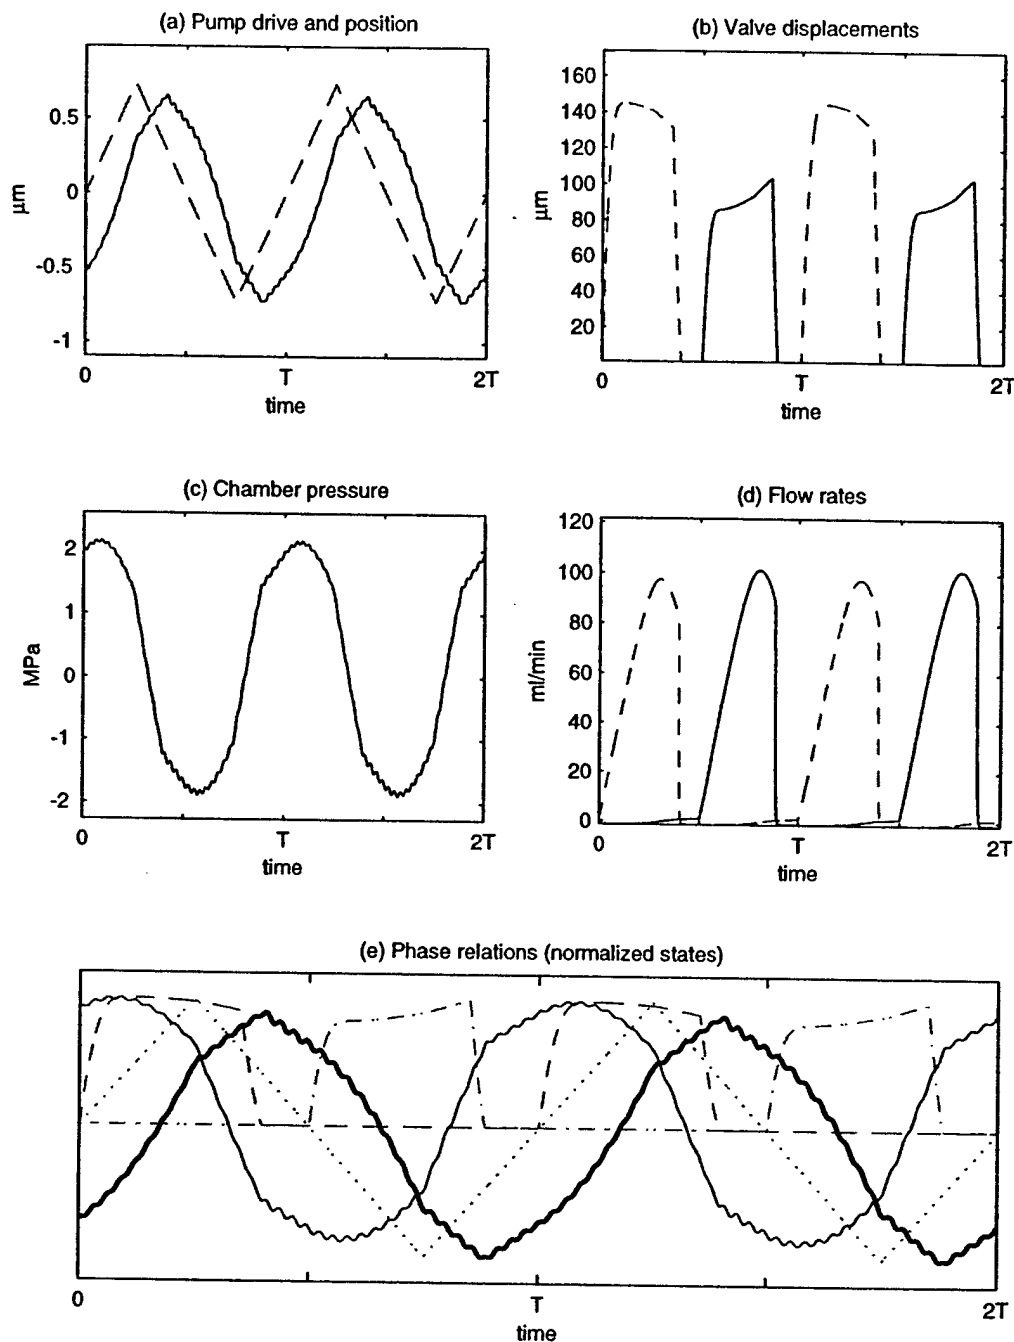 (a) Pump drive and position
μm
0.5
0
-0.5
-1
0 T 2T
time
(b) Valve displacements
μm
160
140
120
100
80
60
40
20
0 T 2T
time
(c) Chamber pressure
MPa
2
1
0
-1
-2
0 T 2T
time
(d) Flow rates
ml/min
120
100
80
60
40
20
0
0 T 2T
time
(e) Phase relations (normalized states)
0 T 2T
time